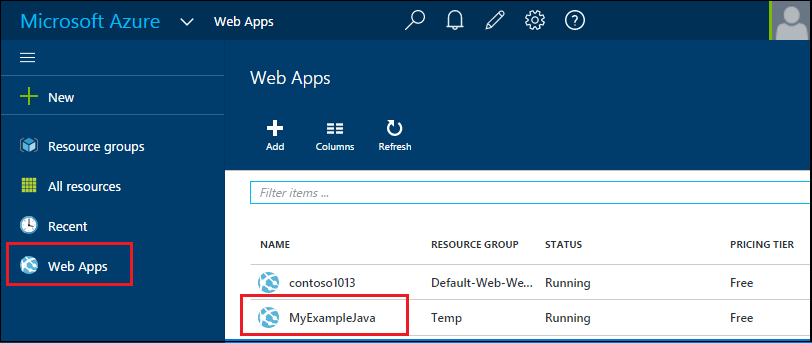 Microsoft Azure Web Apps
New
Resource groups
All resources
Recent
Web Apps
Web Apps
Add Columns Refresh
Filter items ...
NAME RESOURCE GROUP STATUS PRICING TIER
contoso1013 Default-Web-We... Running Free
MyExampleJava Temp Running Free